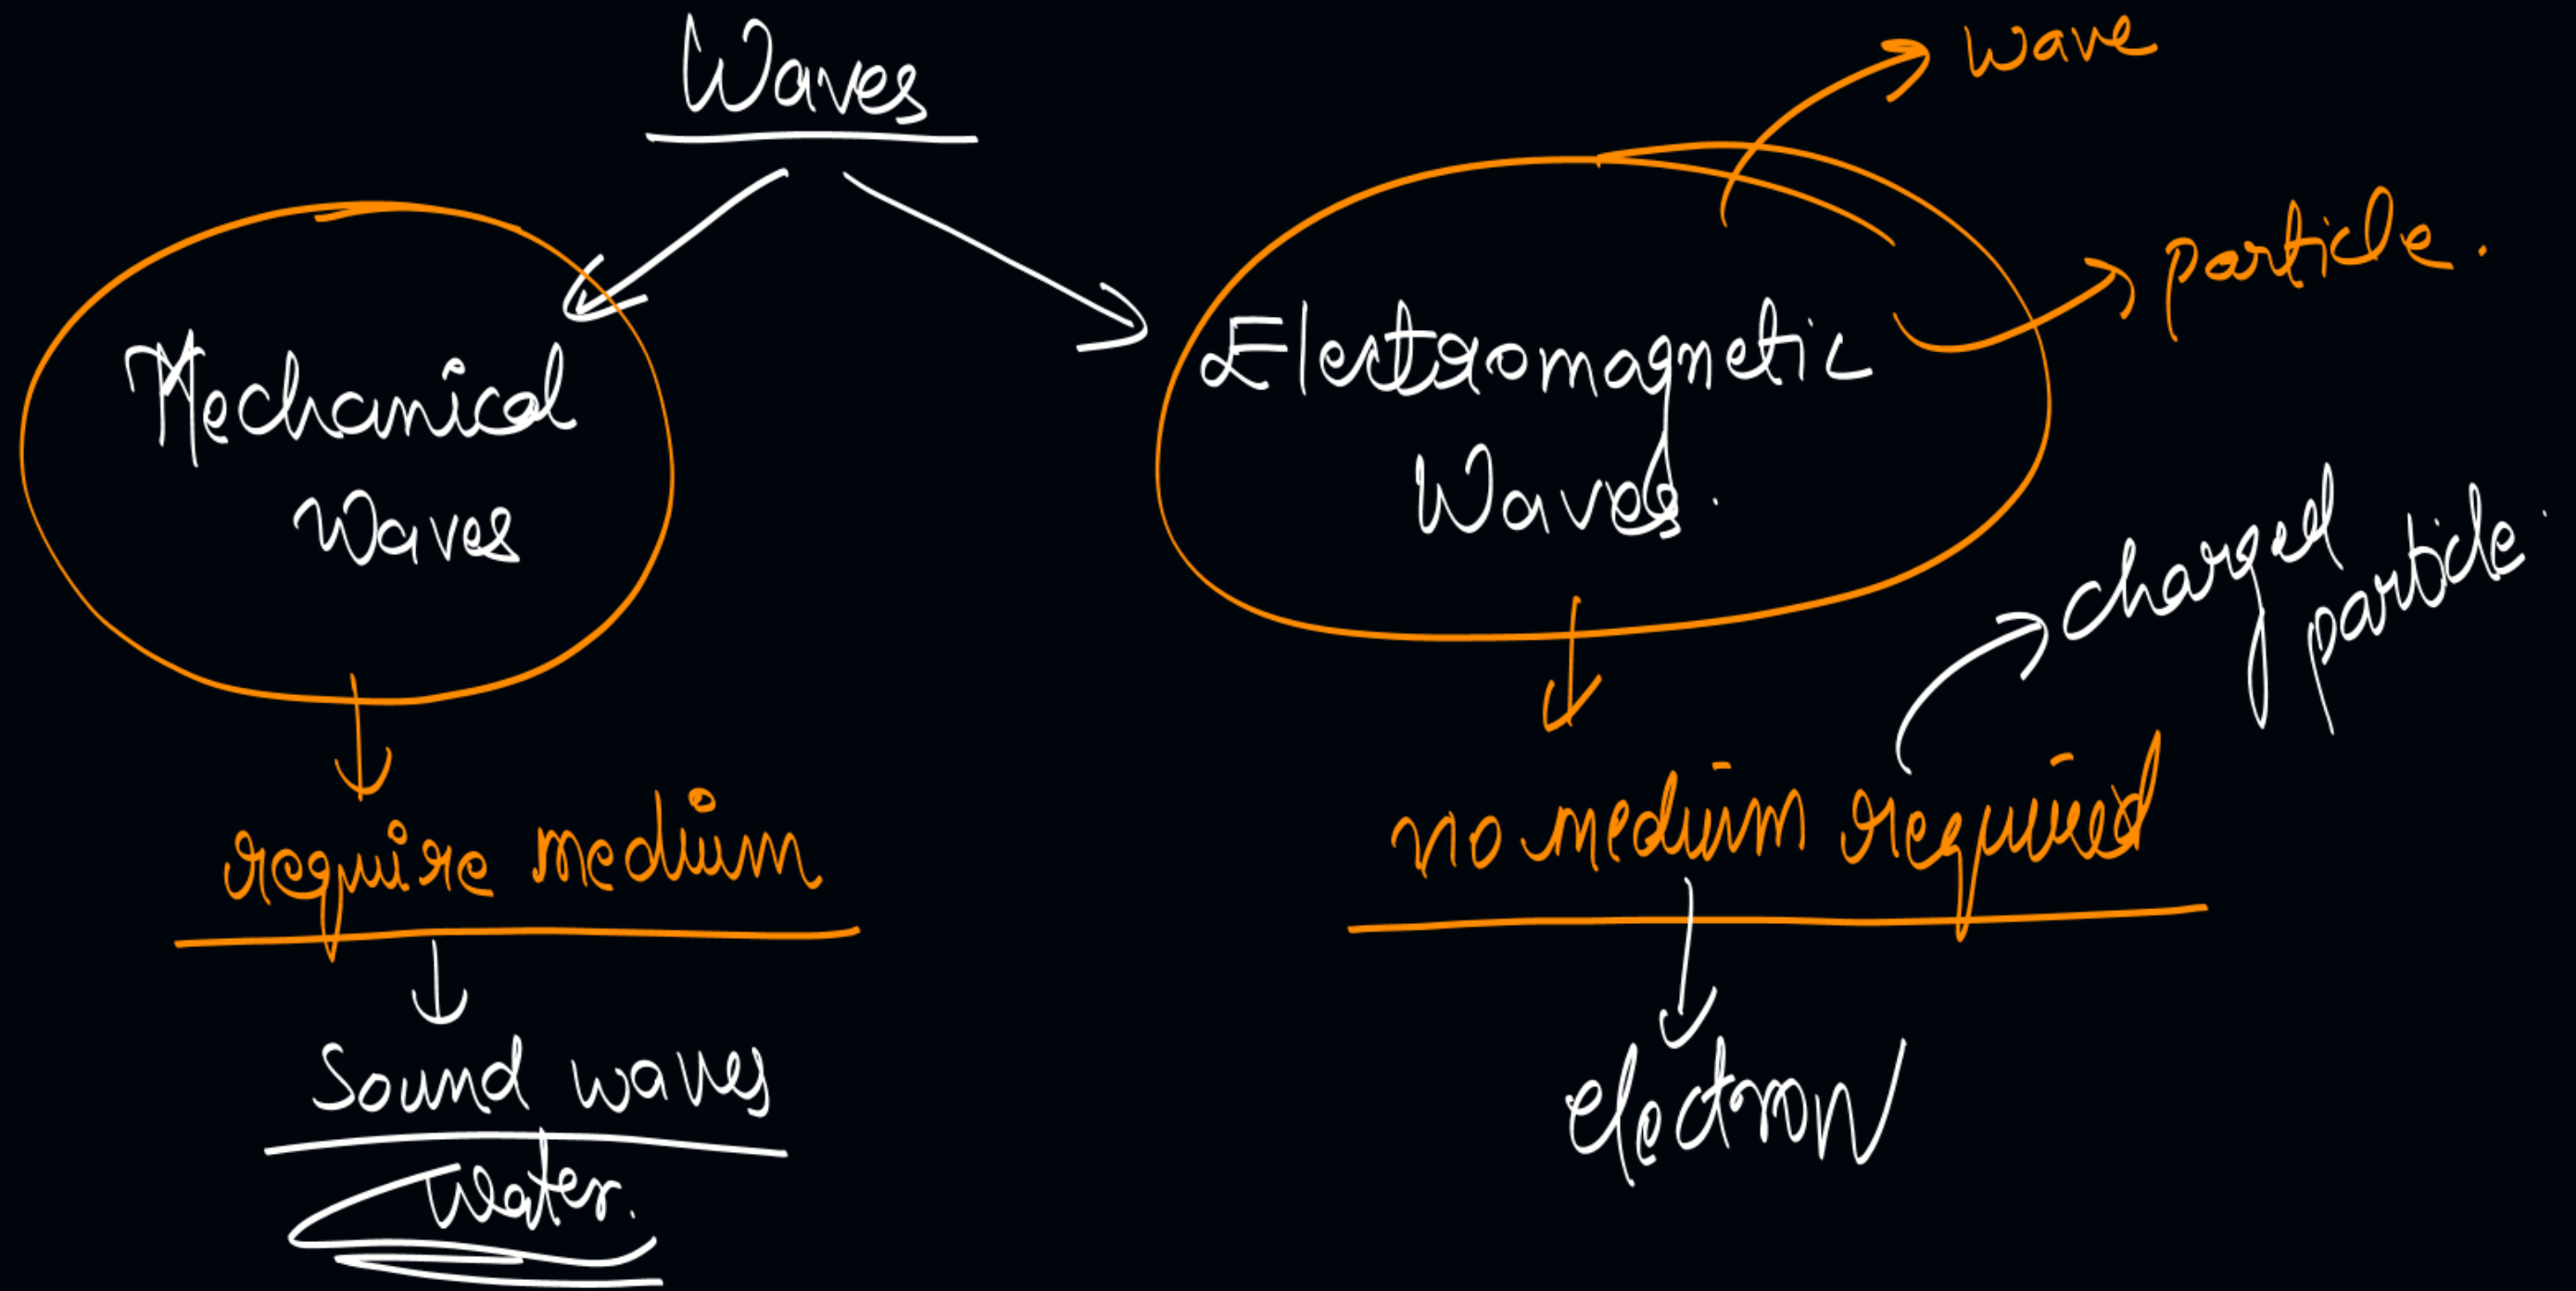 Waves
wave
particle.
Mechanical
Waves
Electromagnetic
Waves.
charged
particle.
require medium
no medium required
Sound waves
Water.
electron